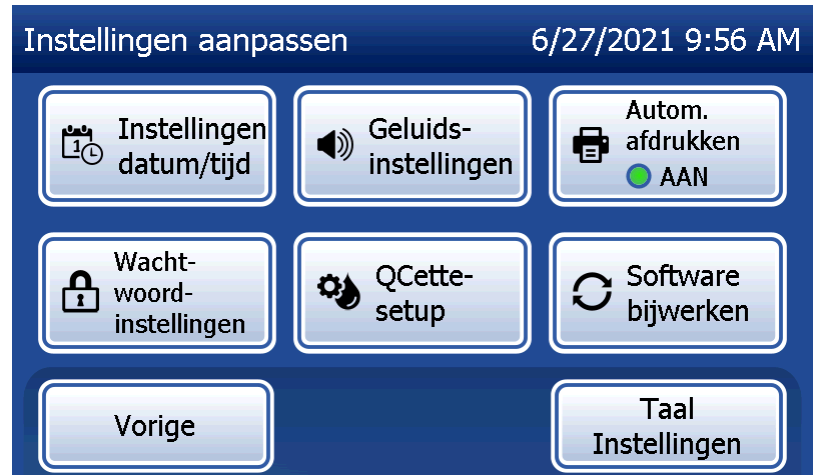 Instellingen aanpassen 6/27/2021 9:56 AM
Instellingen
datum/tijd
Geluids-
instellingen
Autom.
afdrukken
AAN
Wacht-
woord-
instellingen
QCette-
setup
Software
bijwerken
Vorige
Taal
Instellingen